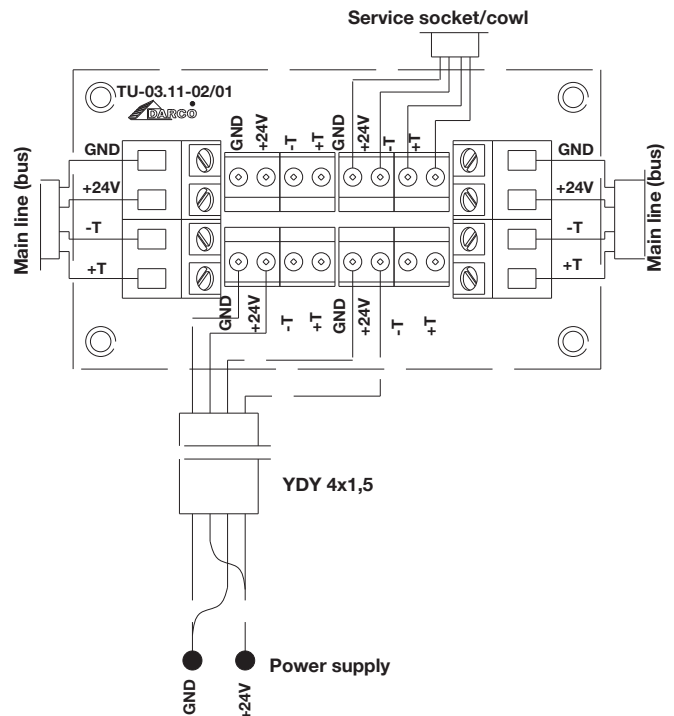 Service socket/cowl
TU-03.11-02/01
DARCO
GND
+24V
-T
+T
GND
+24V
-T
+T
GND
+24V
-T
+T
Main line (bus)
GND
+24V
-T
+T
Main line (bus)
GND
+24V
-T
+T
GND
+24V
-T
+T
YDY 4x1,5
Power supply
GND
+24V